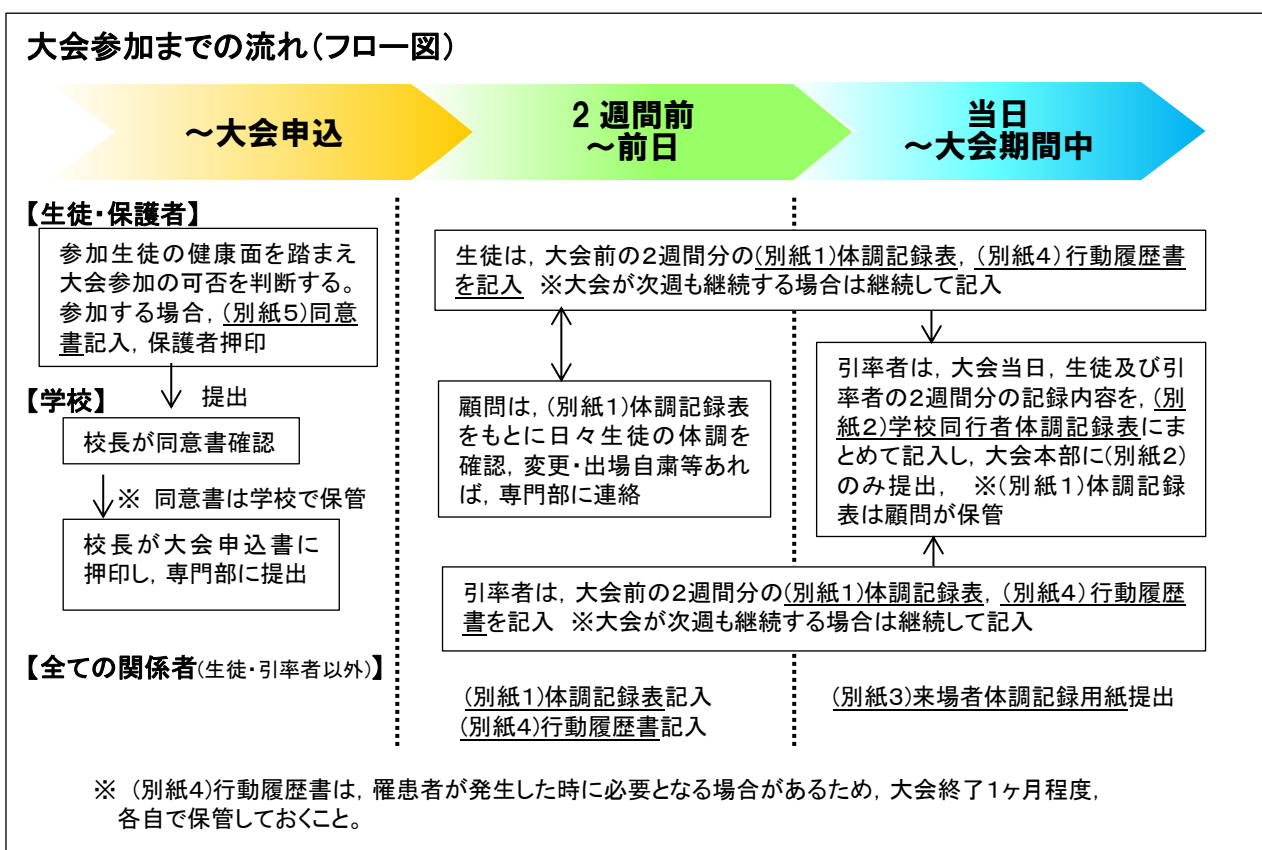 大会参加までの流れ(フロー図)
～大会申込
2週間前
～前日
当日
～大会期間中
【生徒・保護者】
参加生徒の健康面を踏まえ
大会参加の可否を判断する。
参加する場合,(別紙5)同意
書記入,保護者押印
提出
【学校】
校長が同意書確認
※ 同意書は学校で保管
校長が大会申込書に
押印し,専門部に提出
生徒は,大会前の2週間分の(別紙1)体調記録表,(別紙4)行動履歴書
を記入 ※大会が次週も継続する場合は継続して記入
顧問は,(別紙1)体調記録表
をもとに日々生徒の体調を
確認,変更・出場自粛等あれ
ば,専門部に連絡
引率者は,大会当日,生徒及び引
率者の2週間分の記録内容を,(別
紙2)学校同行者体調記録表にま
とめて記入し,大会本部に(別紙2)
のみ提出, ※(別紙1)体調記録
表は顧問が保管
引率者は,大会前の2週間分の(別紙1)体調記録表,(別紙4)行動履歴
書を記入 ※大会が次週も継続する場合は継続して記入
【全ての関係者(生徒・引率者以外)】
(別紙1)体調記録表記入
(別紙4)行動履歴書記入
(別紙3)来場者体調記録用紙提出
※ (別紙4)行動履歴書は,罹患者が発生した時に必要となる場合があるため,大会終了1ヶ月程度,
各自で保管しておくこと。